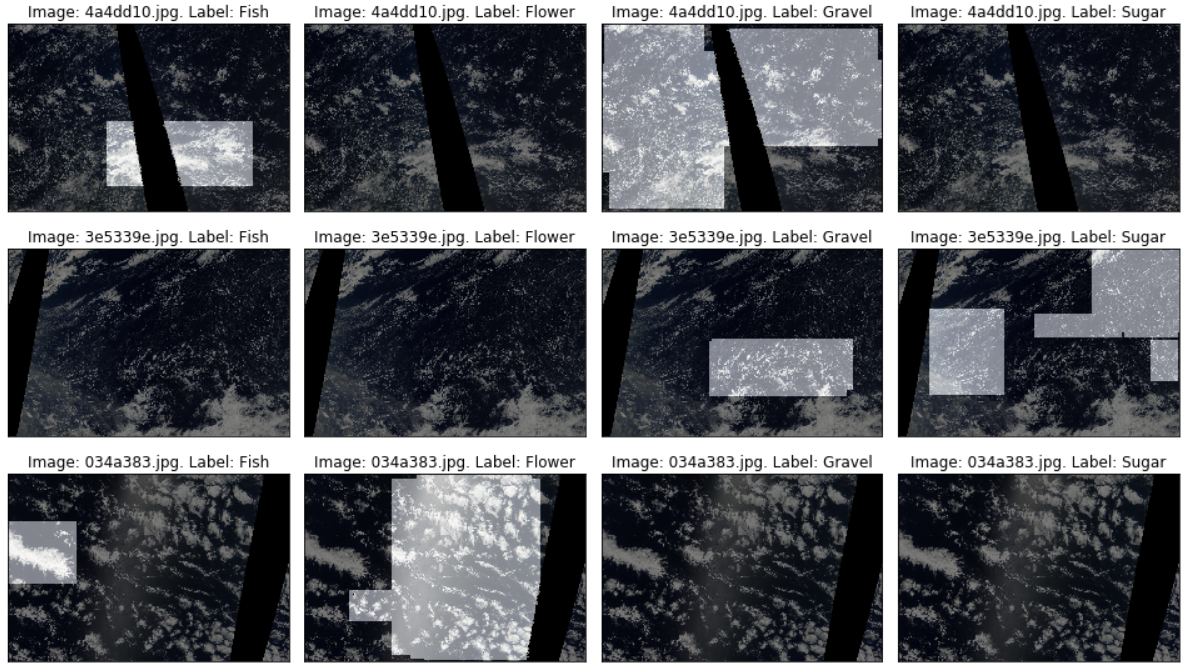 Image: 4a4dd10.jpg. Label: Fish
Image: 4a4dd10.jpg. Label: Flower
Image: 4a4dd10.jpg. Label: Gravel
Image: 4a4dd10.jpg. Label: Sugar
Image: 3e5339e.jpg. Label: Fish
Image: 3e5339e.jpg. Label: Flower
Image: 3e5339e.jpg. Label: Gravel
Image: 3e5339e.jpg. Label: Sugar
Image: 034a383.jpg. Label: Fish
Image: 034a383.jpg. Label: Flower
Image: 034a383.jpg. Label: Gravel
Image: 034a383.jpg. Label: Sugar